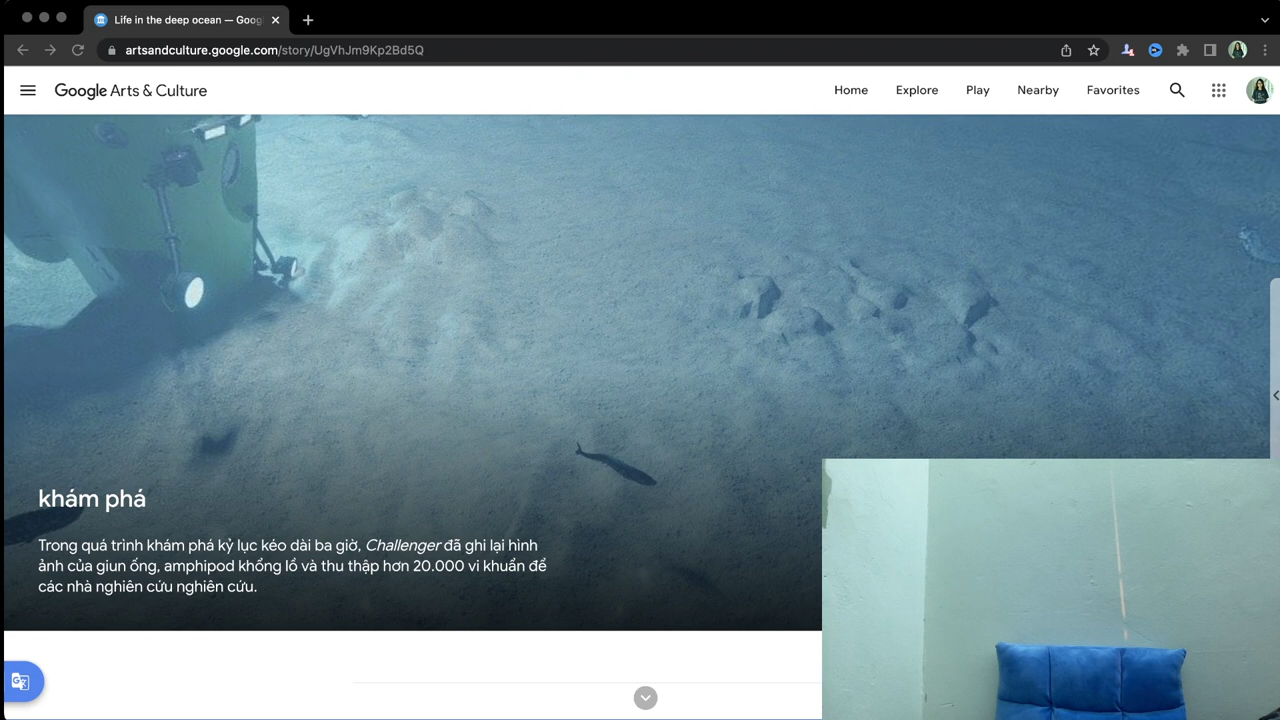 Life in the deep ocean — Goog
artsandculture.google.com/story/UgVhJm9Kp2Bd5Q
Google Arts & Culture
Home
Explore
Play
Nearby
Favorites
khám phá
Trong quá trình khám phá kỷ lục kéo dài ba giờ, Challenger đã ghi lại hình
ảnh của giun ống, amphipod khổng lồ và thu thập hơn 20.000 vi khuẩn để
các nhà nghiên cứu nghiên cứu.